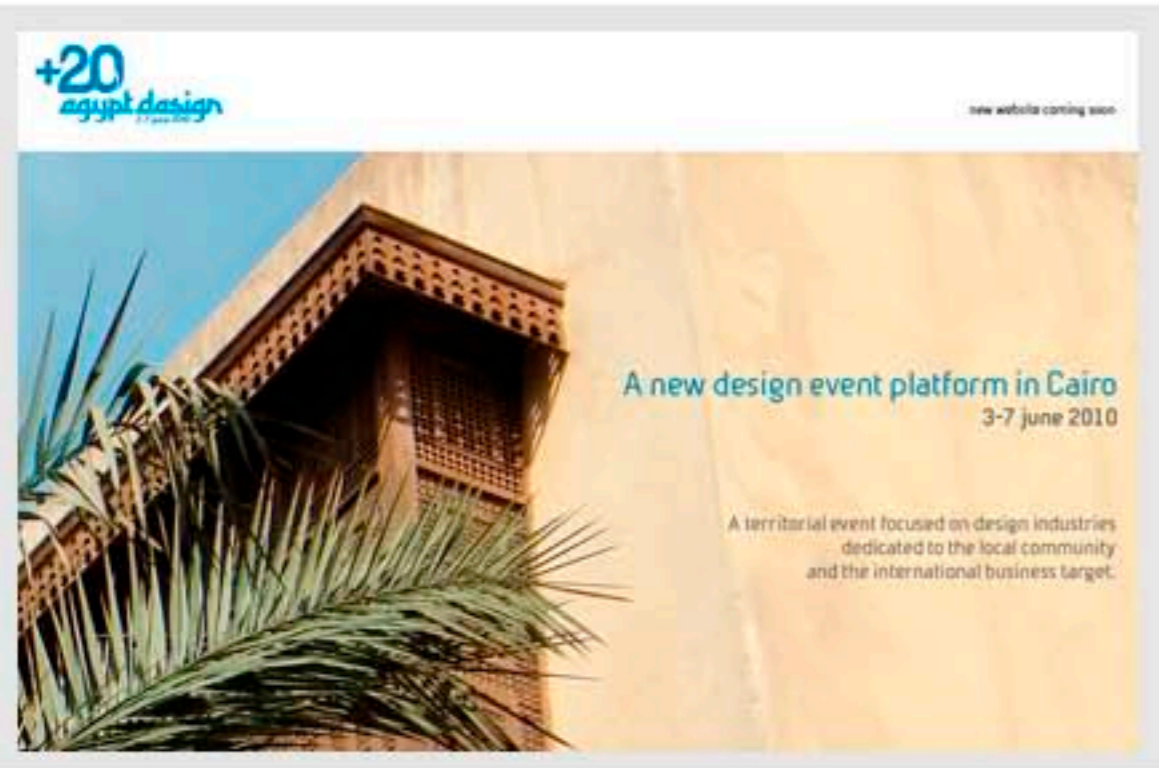 +20
egypt design
new website coming soon
A new design event platform in Cairo
3-7 june 2010
A territorial event focused on design industries
dedicated to the local community
and the international business target.